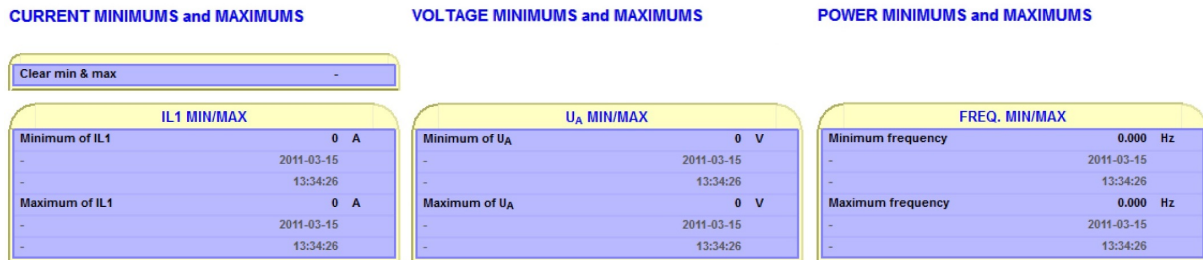 CURRENT MINIMUMS and MAXIMUMS
Clear min & max -
IL1 MIN/MAX
Minimum of IL1 0 A
- 2011-03-15
- 13:34:26
Maximum of IL1 0 A
- 2011-03-15
- 13:34:26
VOLTAGE MINIMUMS and MAXIMUMS
UA MIN/MAX
Minimum of UA 0 V
- 2011-03-15
- 13:34:26
Maximum of UA 0 V
- 2011-03-15
- 13:34:26
POWER MINIMUMS and MAXIMUMS
FREQ. MIN/MAX
Minimum frequency 0.000 Hz
- 2011-03-15
- 13:34:26
Maximum frequency 0.000 Hz
- 2011-03-15
- 13:34:26